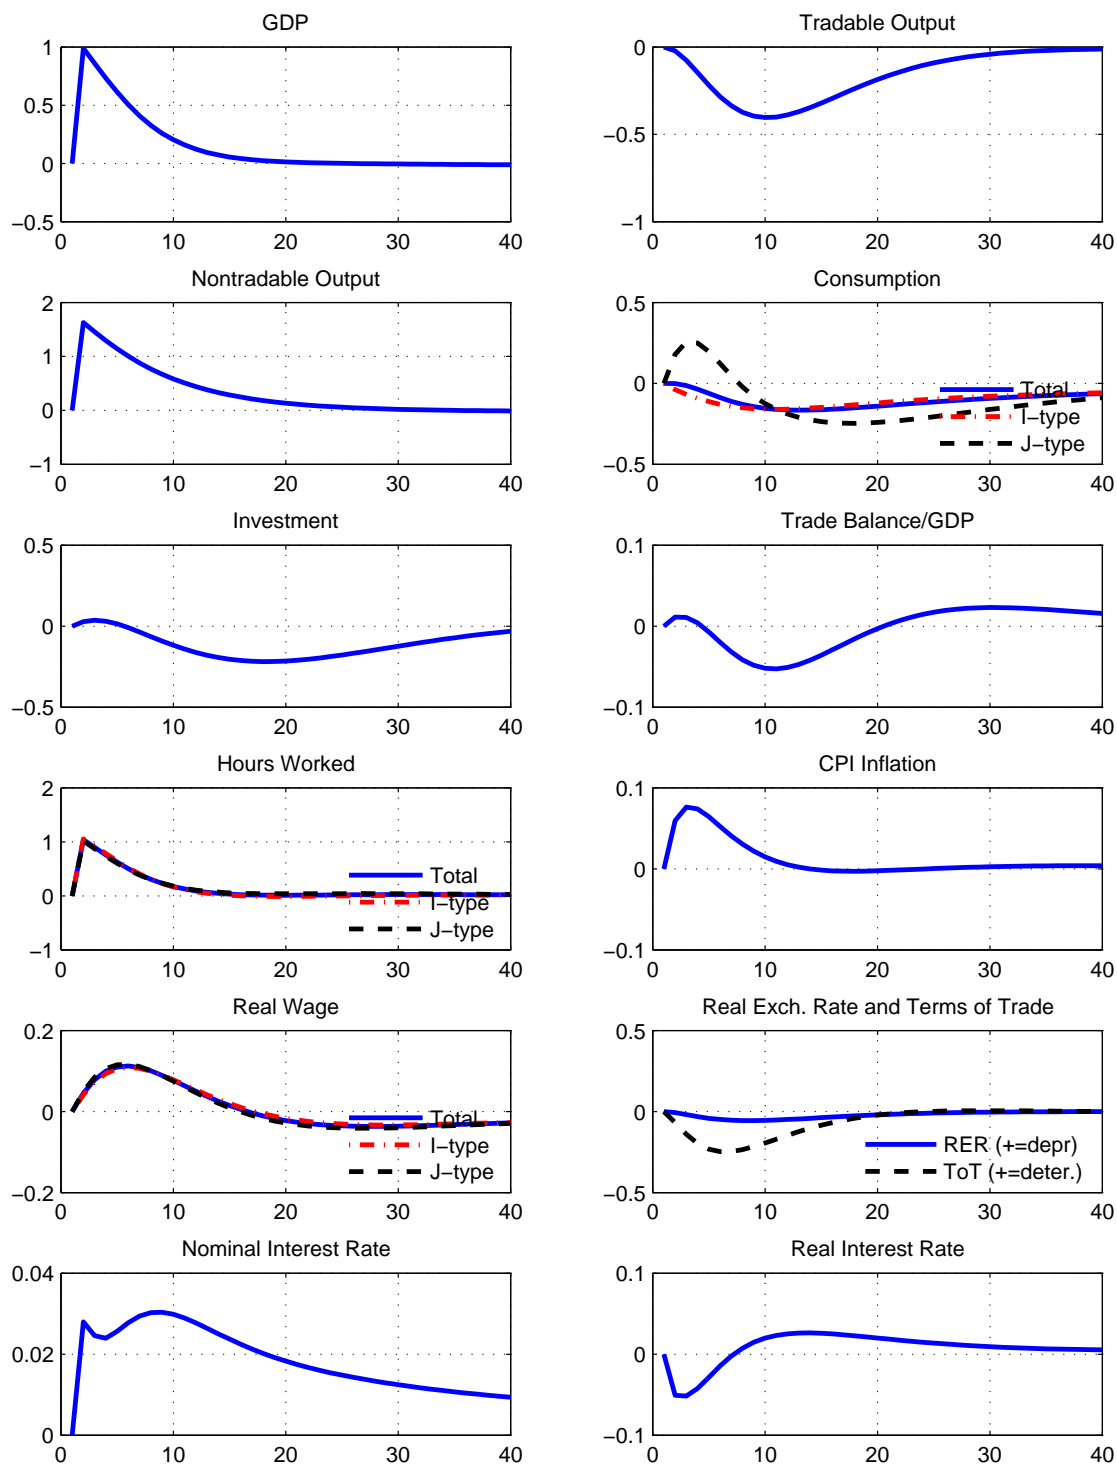 GDP
1
0.5
0
−0.5
0 10 20 30 40
Tradable Output
0
−0.5
−1
0 10 20 30 40
Nontradable Output
2
1
0
−1
0 10 20 30 40
Consumption
0.5
0
−0.5
0 10 20 30 40
Total
I−type
J−type
Investment
0.5
0
−0.5
0 10 20 30 40
Trade Balance/GDP
0.1
0
−0.1
0 10 20 30 40
Hours Worked
2
1
0
−1
0 10 20 30 40
Total
I−type
J−type
CPI Inflation
0.1
0
−0.1
0 10 20 30 40
Real Wage
0.2
0
−0.2
0 10 20 30 40
Total
I−type
J−type
Real Exch. Rate and Terms of Trade
0.5
0
−0.5
0 10 20 30 40
RER (+=depr)
ToT (+=deter.)
Nominal Interest Rate
0.04
0.02
0
0 10 20 30 40
Real Interest Rate
0.1
0
−0.1
0 10 20 30 40